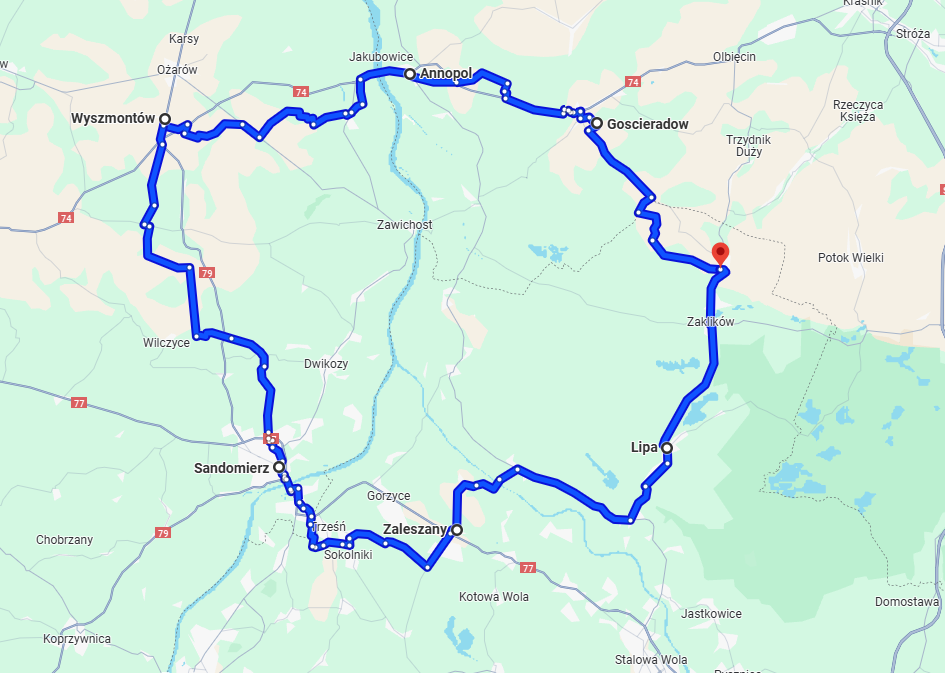 Kraśnik
Stróża
Karsy
Jakubowice
Olbięcin
w
Ożarów
Annopol
74
74
Rzeczyca
Księża
Wyszmontów
Goscieradow
Trzydnik
Duży
74
Zawichost
Potok Wielki
79
Zaklików
Wilczyce
Dwikozy
77
Lipa
Sandomierz
Gorzyce
Zaleszany
Trześń
79
Chobrzany
Sokolniki
77
Kotowa Wola
Domostawa
Jastkowice
Koprzywnica
Stalowa Wola